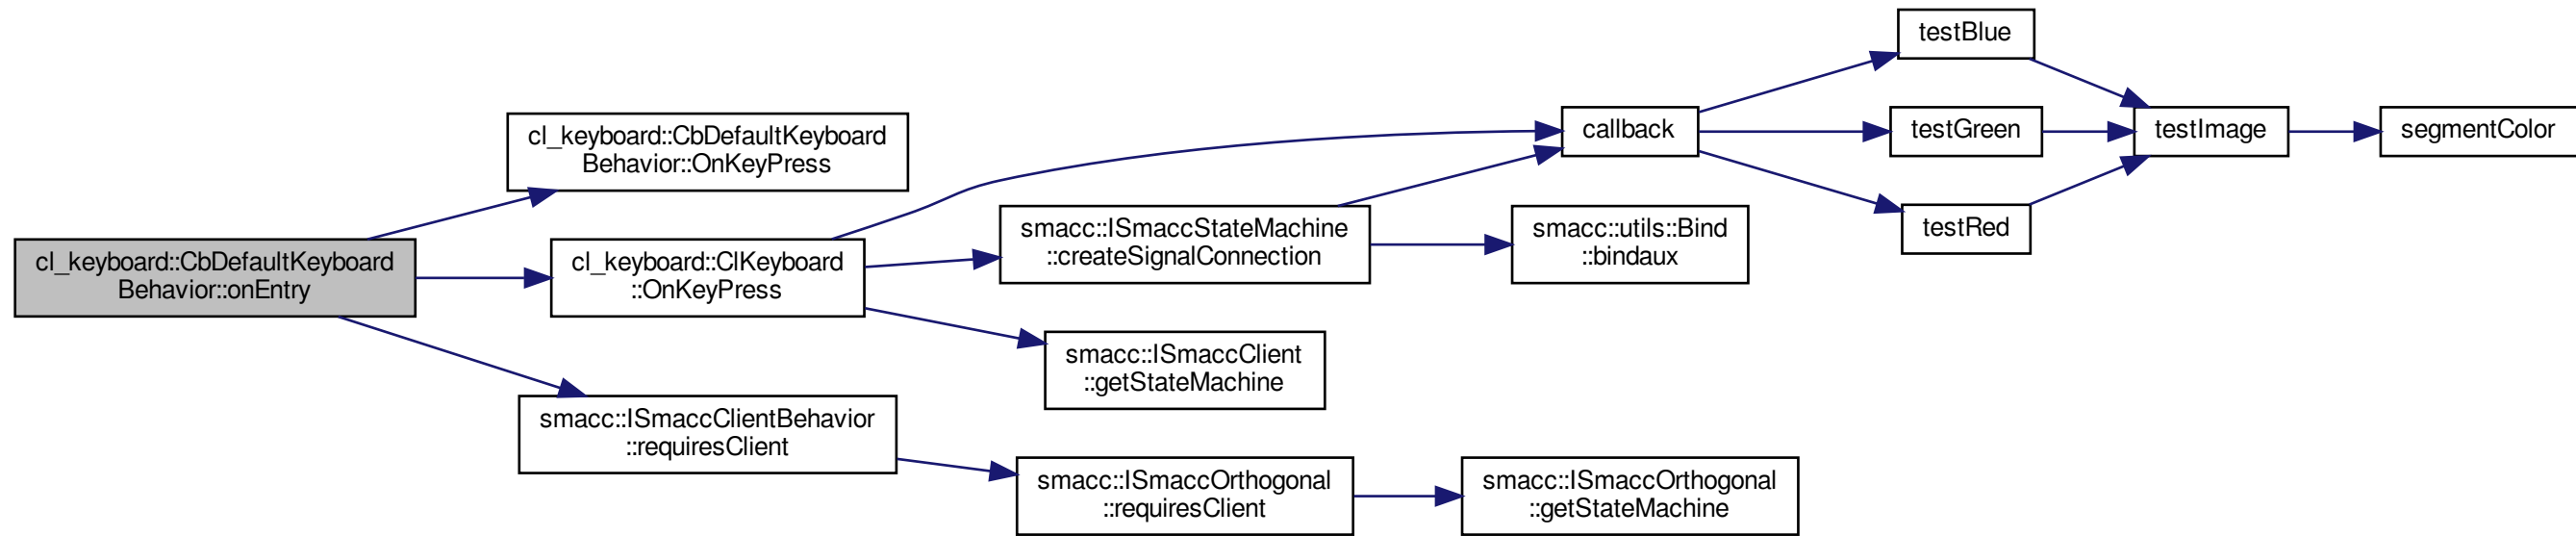 cl_keyboard::CbDefaultKeyboard
Behavior::onEntry
cl_keyboard::CbDefaultKeyboard
Behavior::OnKeyPress
cl_keyboard::ClKeyboard
::OnKeyPress
smacc::ISmaccClientBehavior
::requiresClient
smacc::ISmaccStateMachine
::createSignalConnection
smacc::ISmaccClient
::getStateMachine
smacc::ISmaccOrthogonal
::requiresClient
callback
smacc::utils::Bind
::bindaux
smacc::ISmaccOrthogonal
::getStateMachine
testBlue
testGreen
testRed
testImage
segmentColor